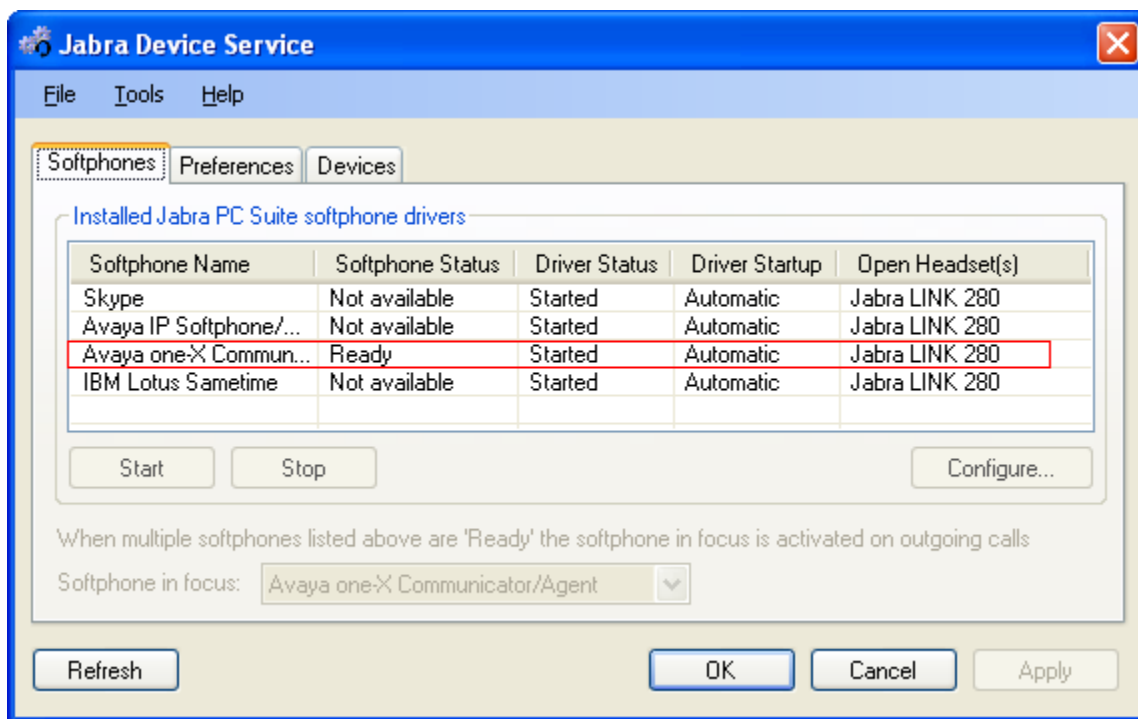 Jabra Device Service
File Tools Help
Softphones Preferences Devices
Installed Jabra PC Suite softphone drivers
Softphone Name Softphone Status Driver Status Driver Startup Open Headset(s)
Skype Not available Started Automatic Jabra LINK 280
Avaya IP Softphone/... Not available Started Automatic Jabra LINK 280
Avaya one-X Commun... Ready Started Automatic Jabra LINK 280
IBM Lotus Sametime Not available Started Automatic Jabra LINK 280
Start Stop Configure...
When multiple softphones listed above are 'Ready' the softphone in focus is activated on outgoing calls
Softphone in focus: Avaya one-X Communicator/Agent
Refresh OK Cancel Apply